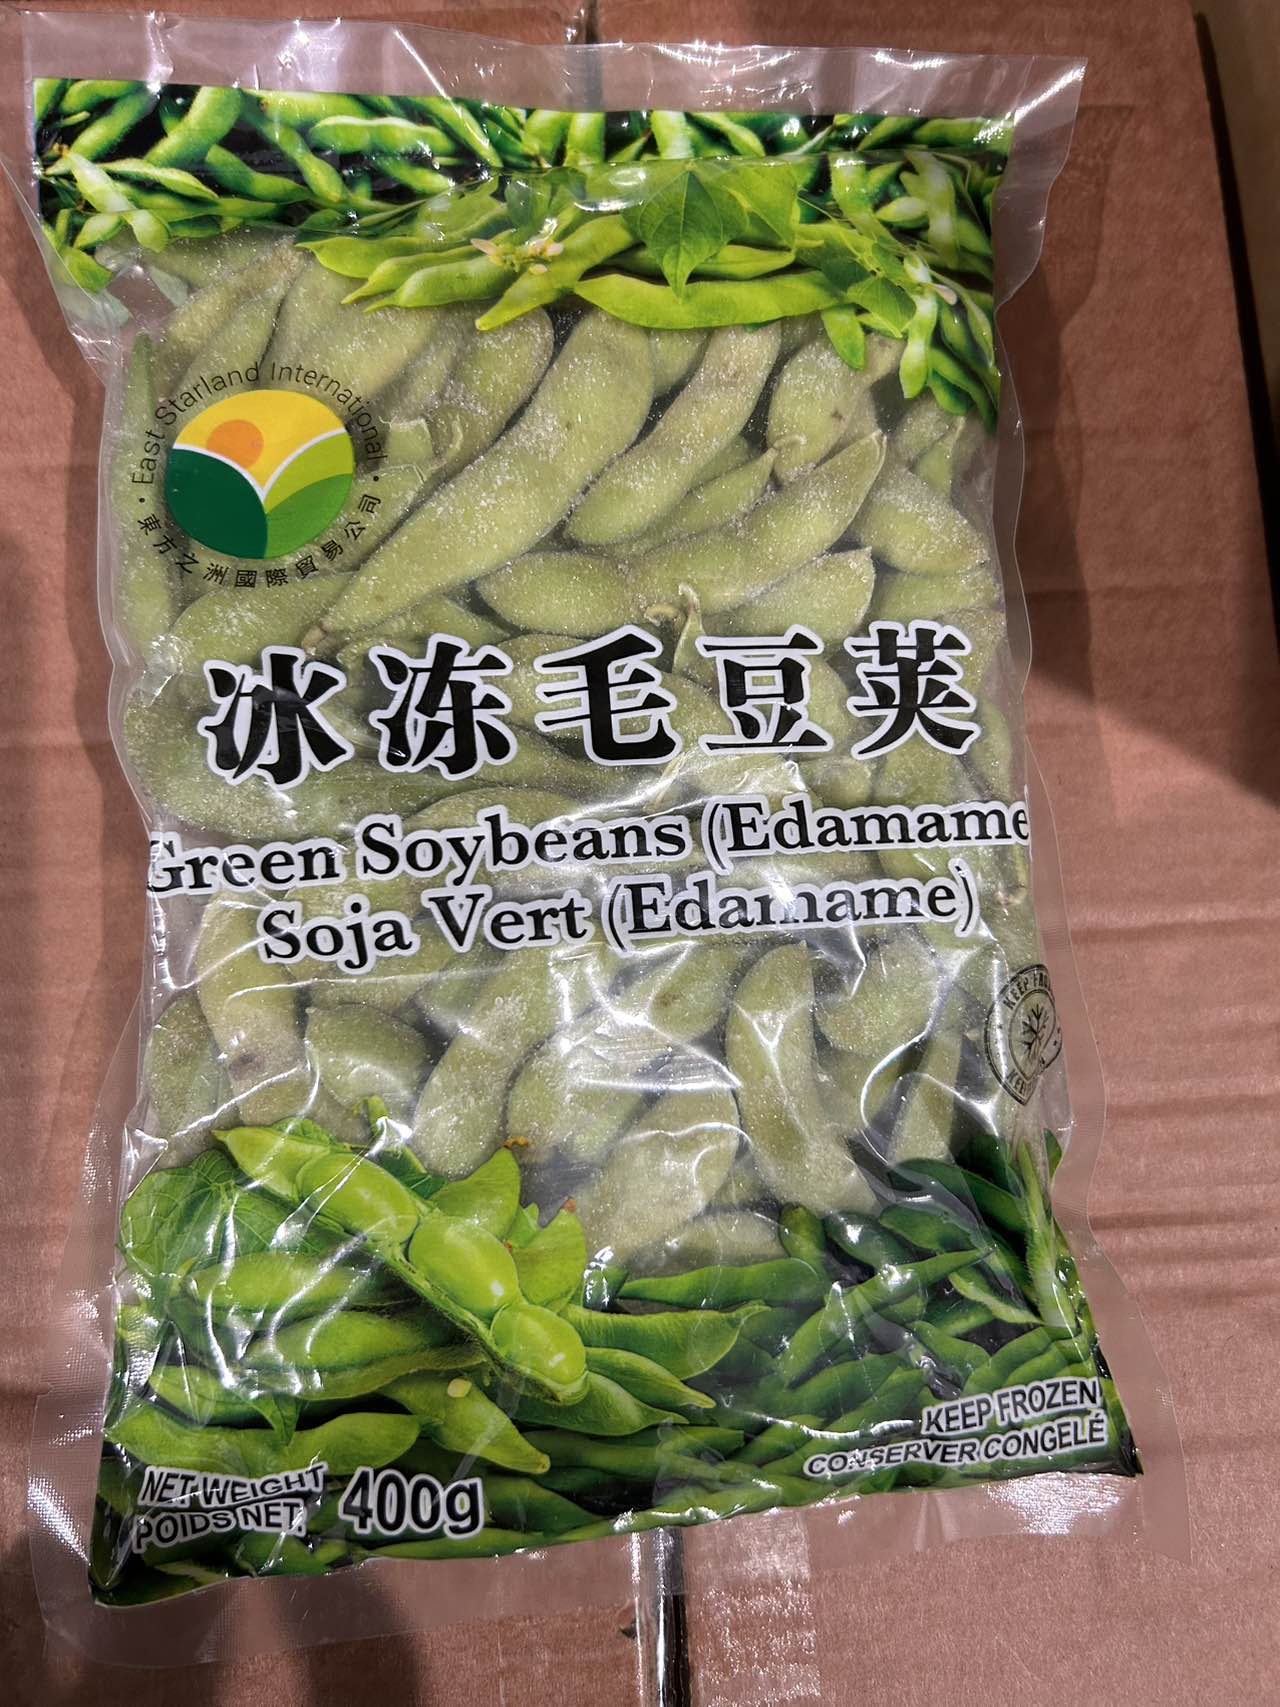 East Starland International
東方之洲國際貿易公司
冰冻毛豆荚
Green Soybeans (Edamame
Soja Vert (Edamame)
KEEP
KEEP FROZEN
CONSERVER CONGELÉ
NET WEIGHT
POIDS NET.
400g